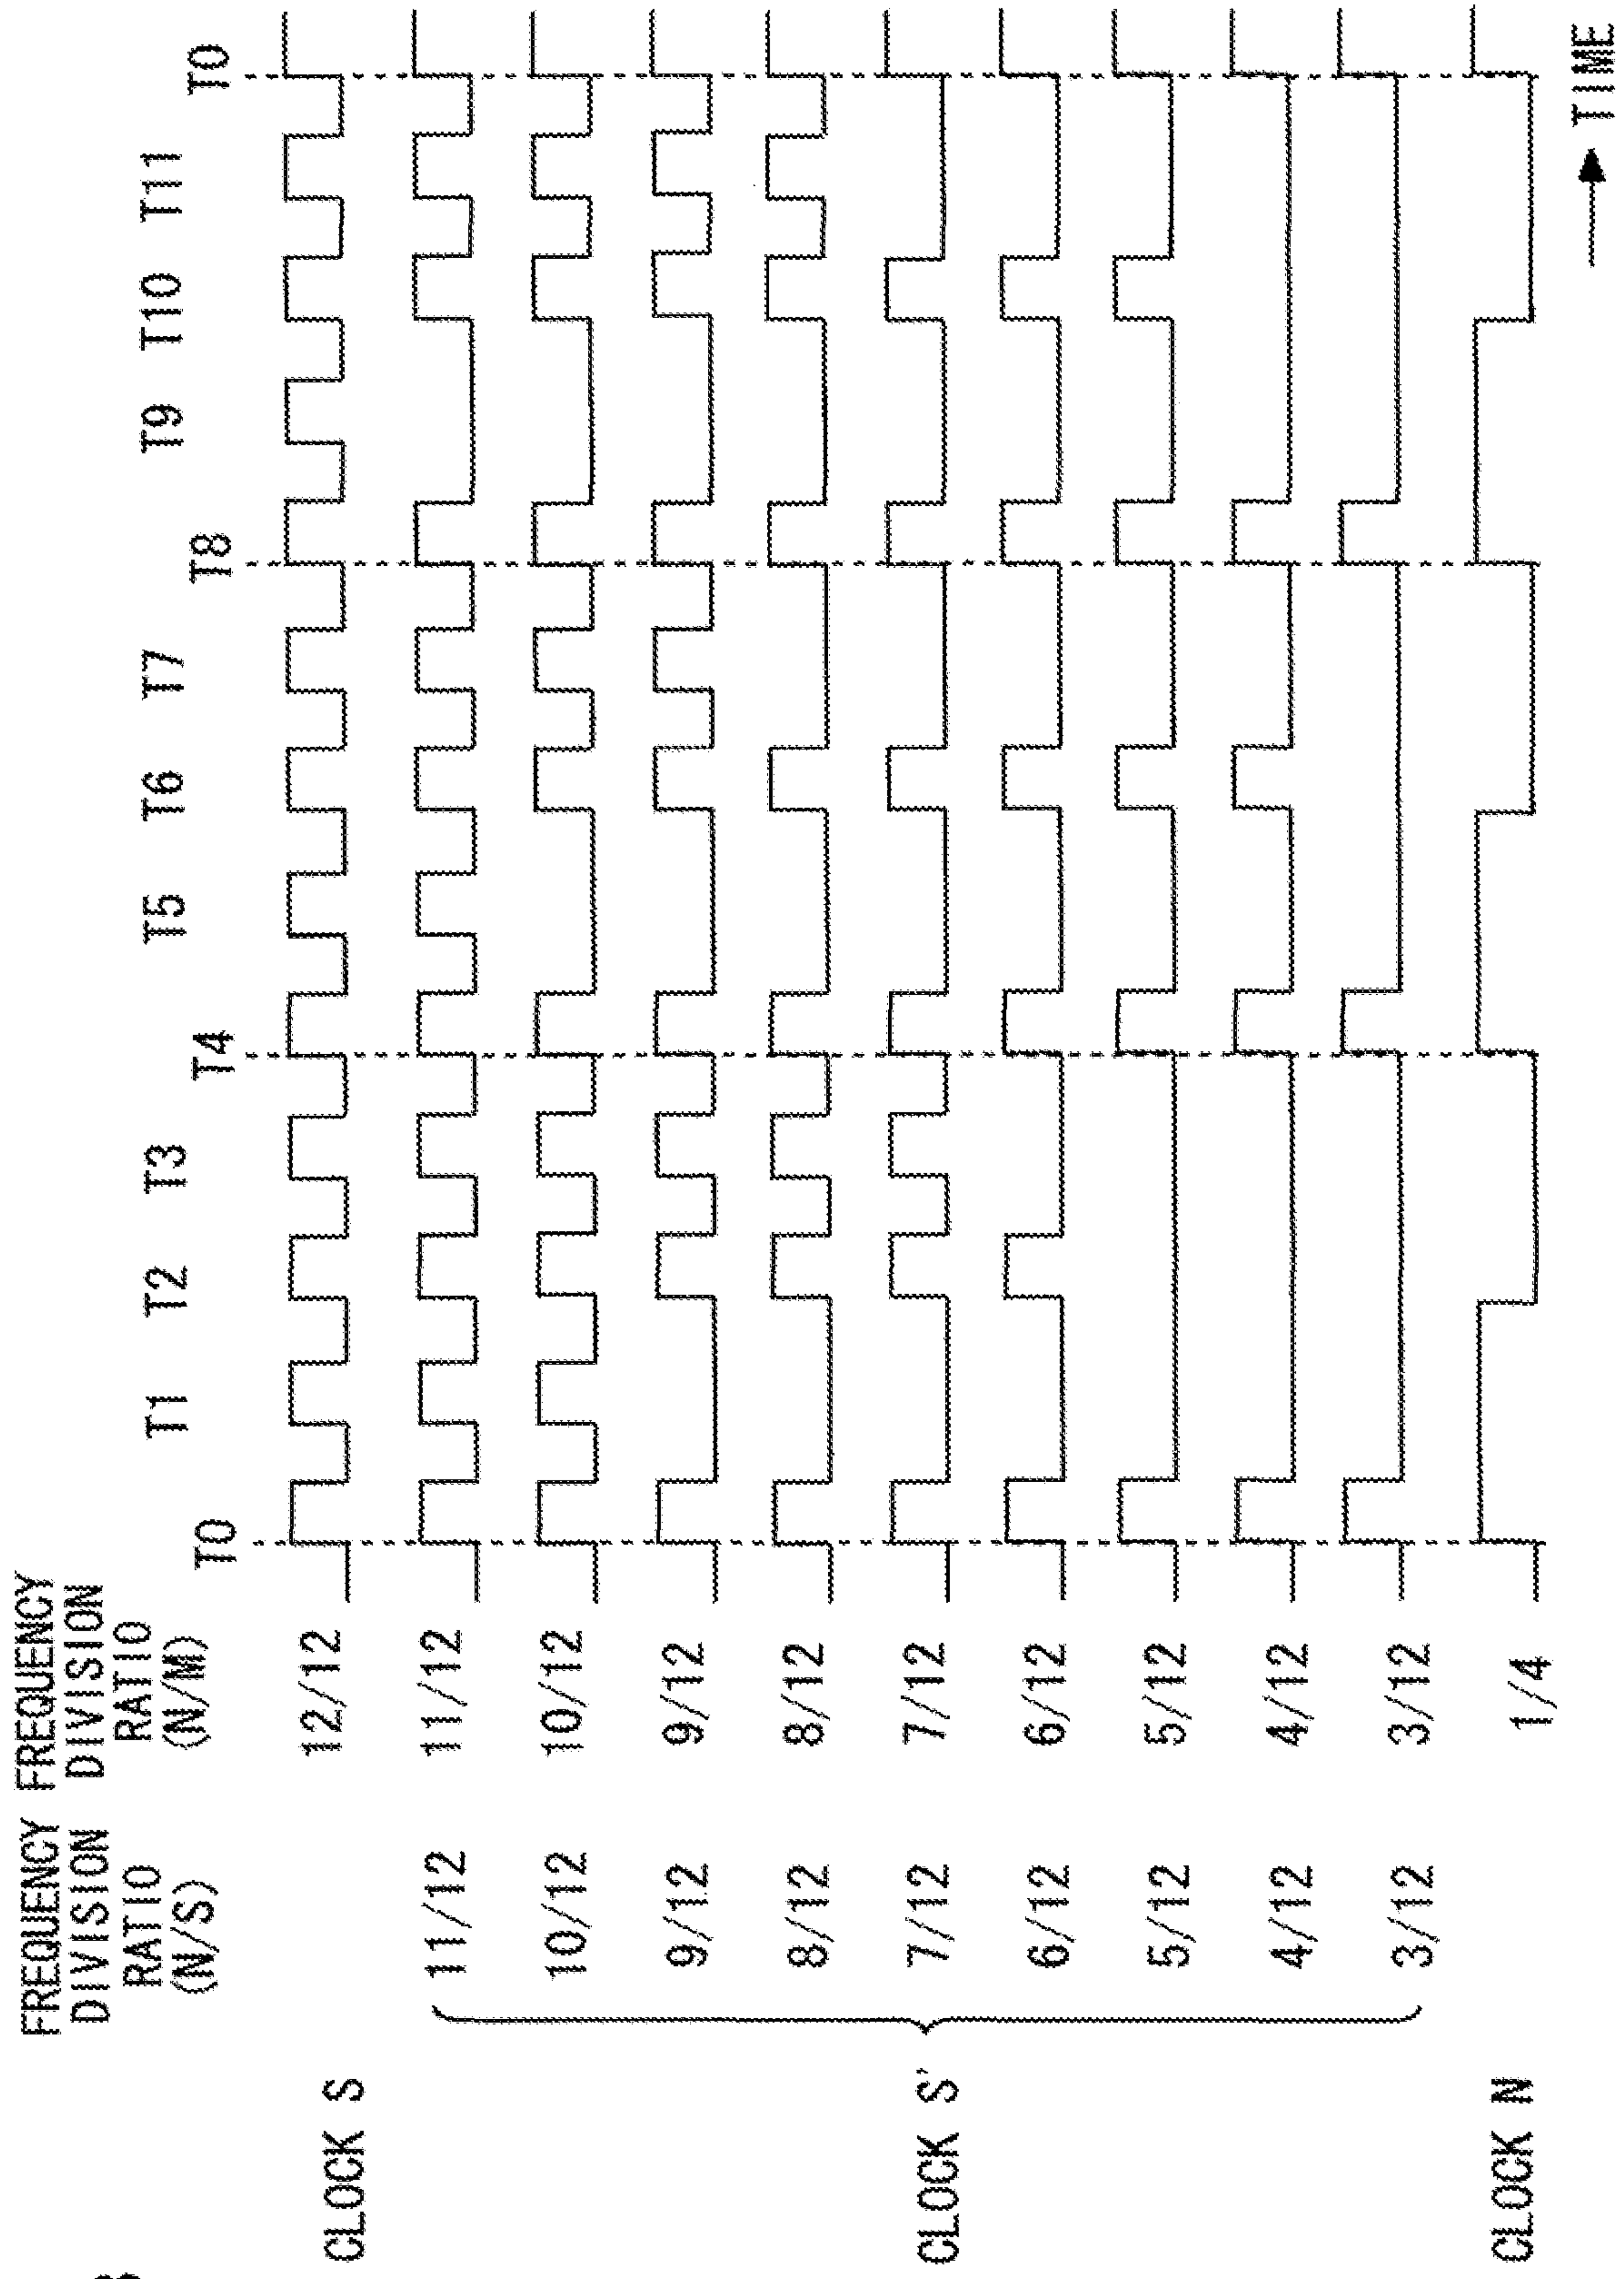 FREQUENCY DIVISION RATIO (N/S)
FREQUENCY DIVISION RATIO (N/M)
T0 T1 T2 T3 T4 T5 T6 T7 T8 T9 T10 T11 T0
CLOCK S 12/12
11/12 11/12
10/12 10/12
9/12 9/12
8/12 8/12
CLOCK S' 7/12 7/12
6/12 6/12
5/12 5/12
4/12 4/12
3/12 3/12
CLOCK N 1/4
TIME